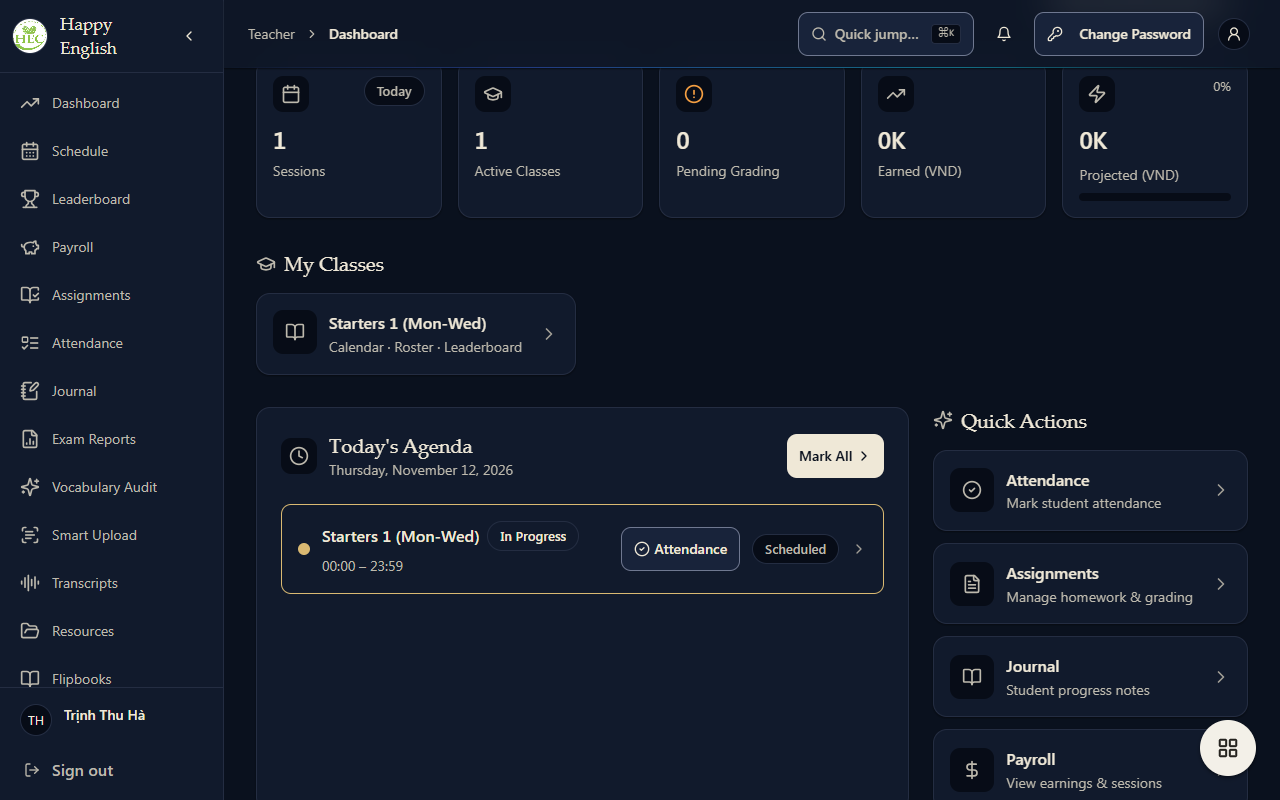 HEC
Happy
English
Dashboard
Schedule
Leaderboard
Payroll
Assignments
Attendance
Journal
Exam Reports
Vocabulary Audit
Smart Upload
Transcripts
Resources
Flipbooks
TH
Trịnh Thu Hà
Sign out
Teacher
Dashboard
Quick jump...
⌘K
Change Password
Today
1
Sessions
1
Active Classes
0
Pending Grading
0K
Earned (VND)
0%
0K
Projected (VND)
My Classes
Starters 1 (Mon-Wed)
Calendar · Roster · Leaderboard
Today's Agenda
Thursday, November 12, 2026
Mark All
Starters 1 (Mon-Wed)
In Progress
00:00 – 23:59
Attendance
Scheduled
Quick Actions
Attendance
Mark student attendance
Assignments
Manage homework & grading
Journal
Student progress notes
Payroll
View earnings & sessions